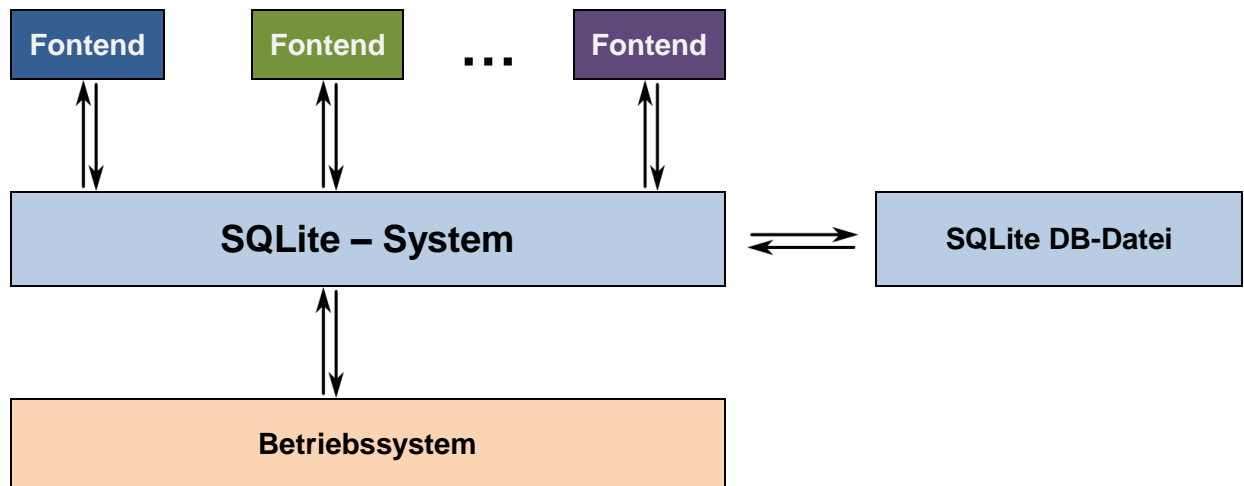 Fontend
Fontend
...
Fontend
SQLite – System
SQLite DB-Datei
Betriebssystem